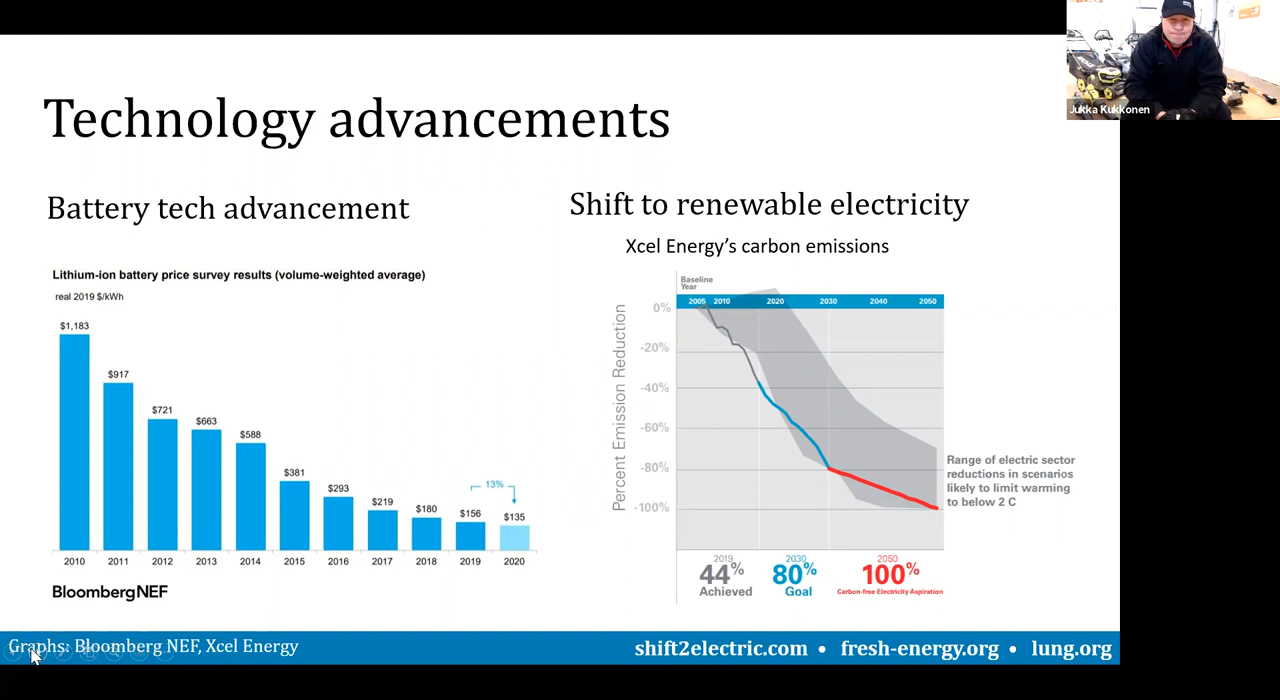 Jukka Kukkonen
Technology advancements
Battery tech advancement
Lithium-ion battery price survey results (volume-weighted average)
real 2019 $/kWh
$1,183
$917
$721
$663
$588
$381
$293
$219
$180
$156
$135
13%
2010 2011 2012 2013 2014 2015 2016 2017 2018 2019 2020
BloombergNEF
Shift to renewable electricity
Xcel Energy's carbon emissions
Baseline
Year
2005 2010 2020 2030 2040 2050
Percent Emission Reduction
0%
-20%
-40%
-60%
-80%
-100%
Range of electric sector
reductions in scenarios
likely to limit warming
to below 2 C
2019
44%
Achieved
2030
80%
Goal
2050
100%
Carbon-free Electricity Aspiration
Graphs: Bloomberg NEF, Xcel Energy
shift2electric.com • fresh-energy.org • lung.org